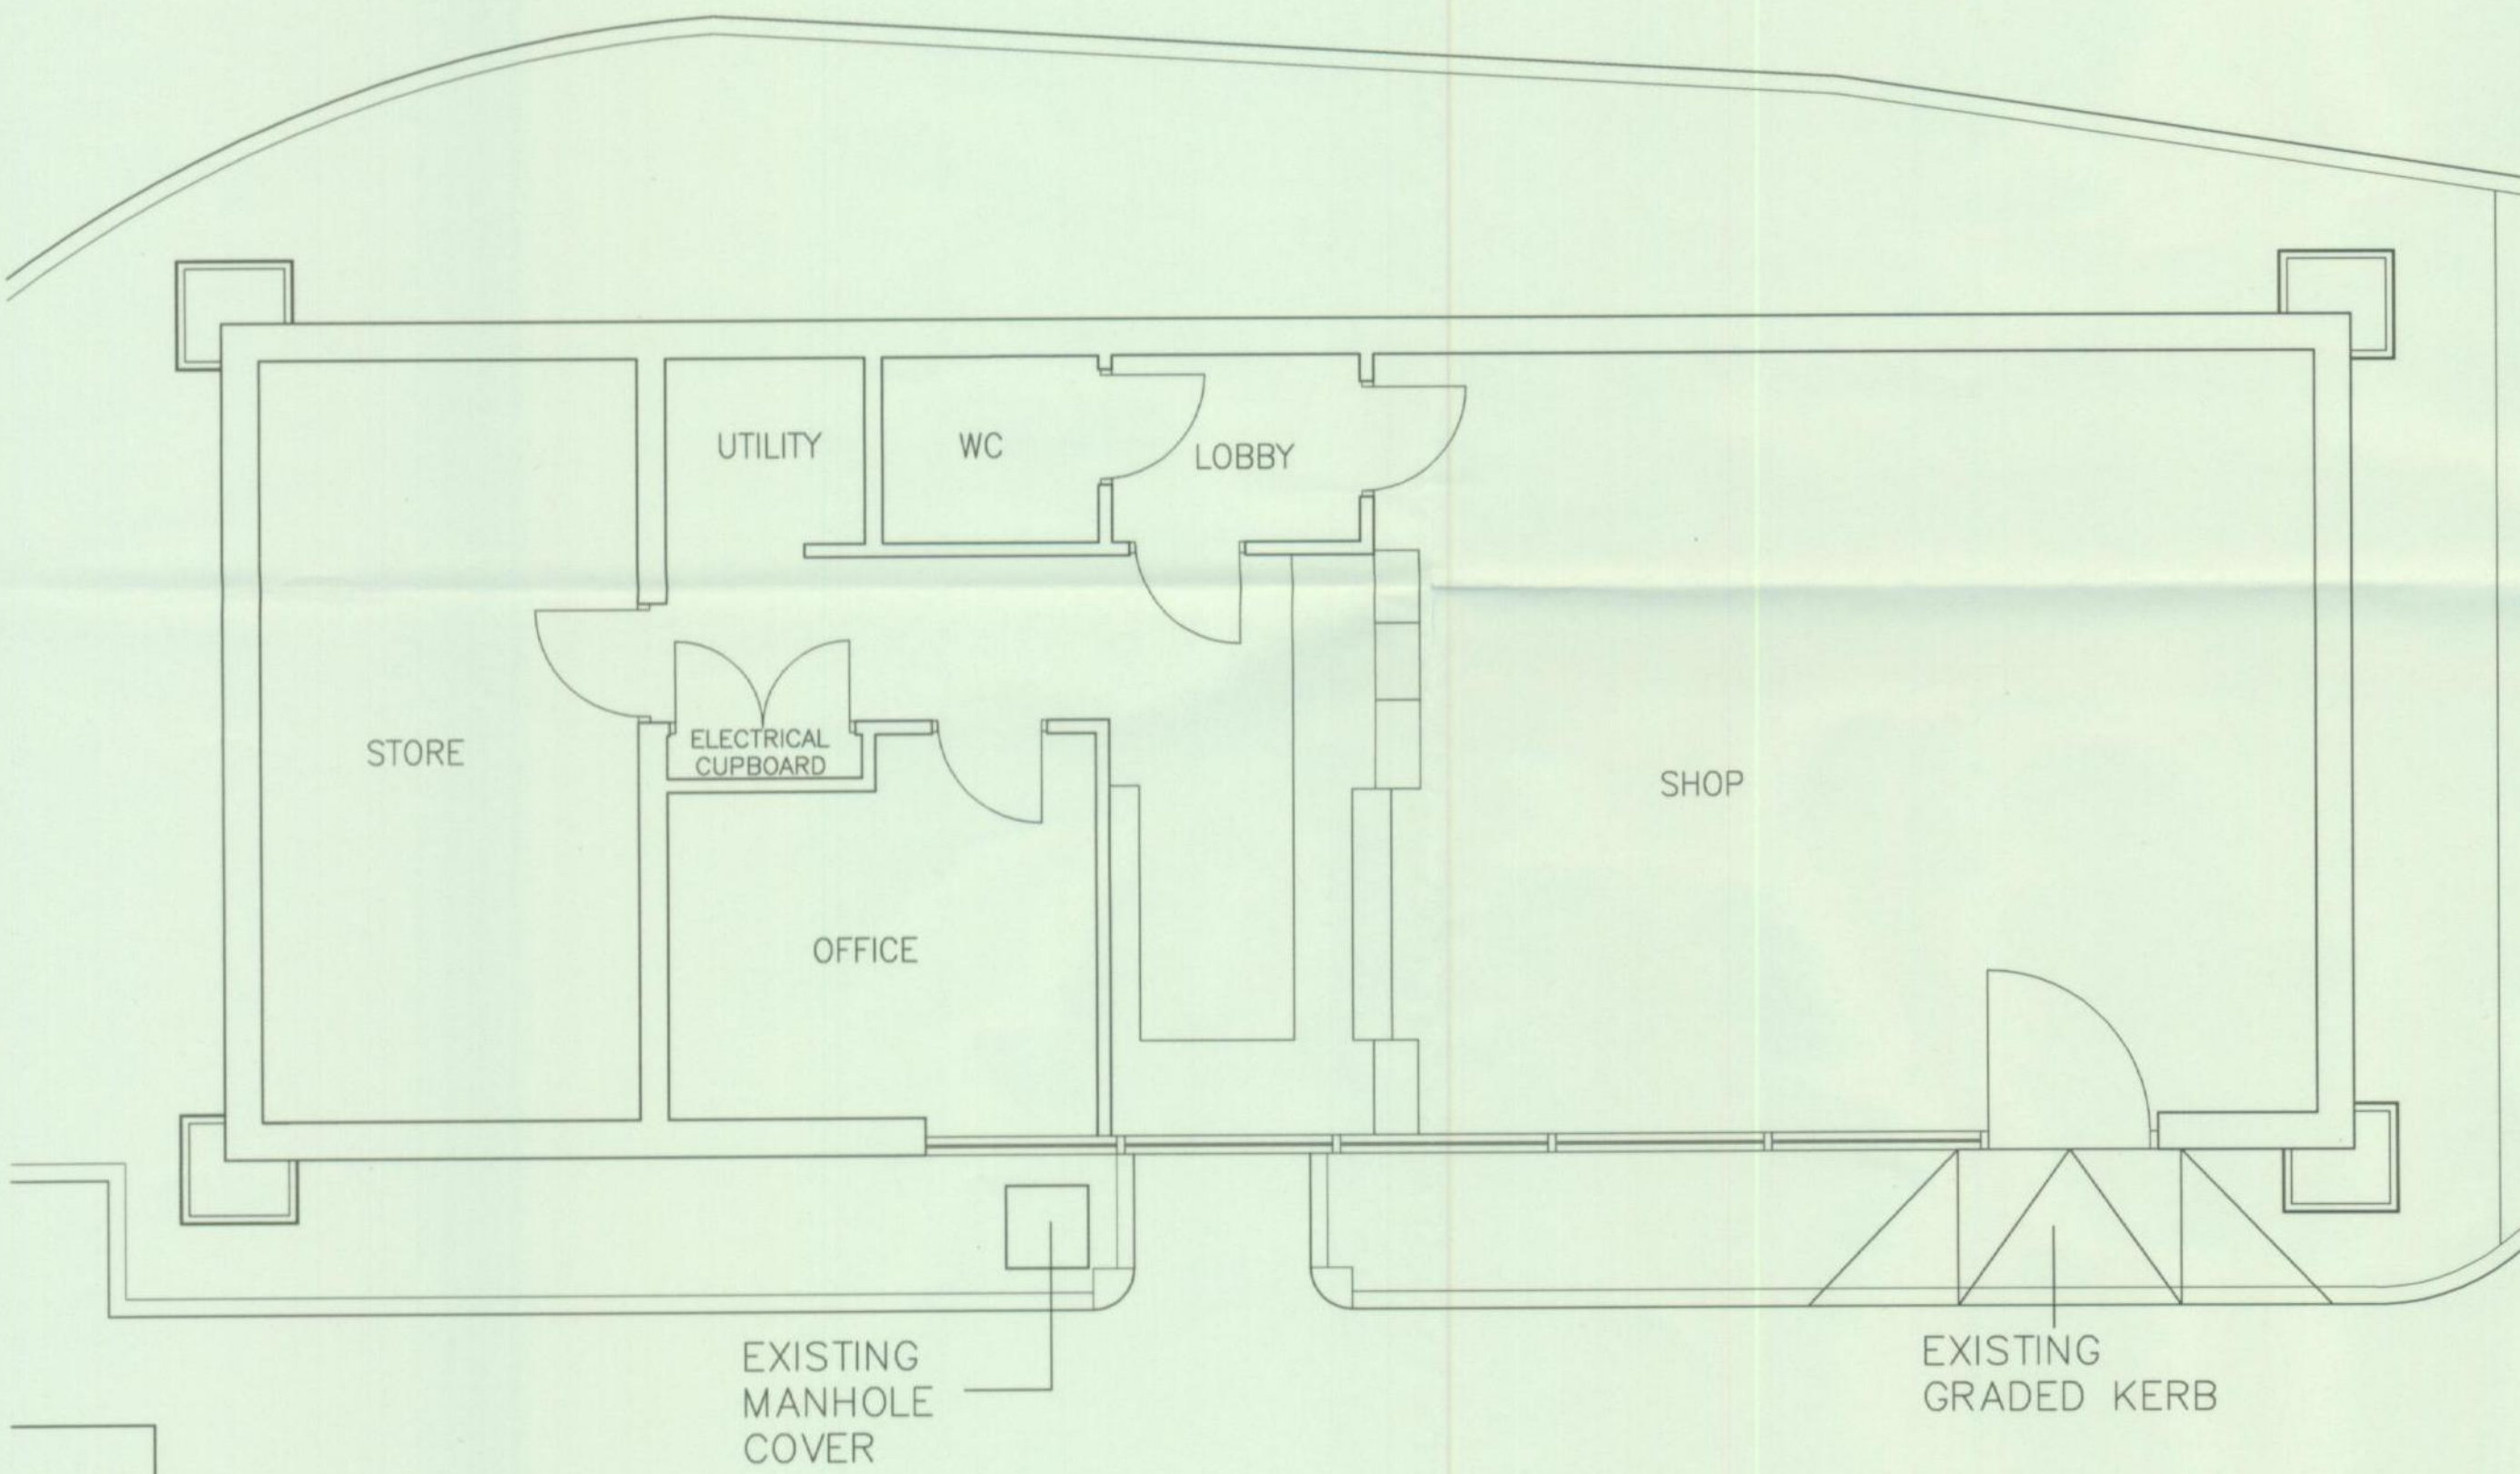 UTILITY
WC
LOBBY
ELECTRICAL
CUPBOARD
STORE
SHOP
OFFICE
EXISTING
MANHOLE
COVER
EXISTING
GRADED KERB